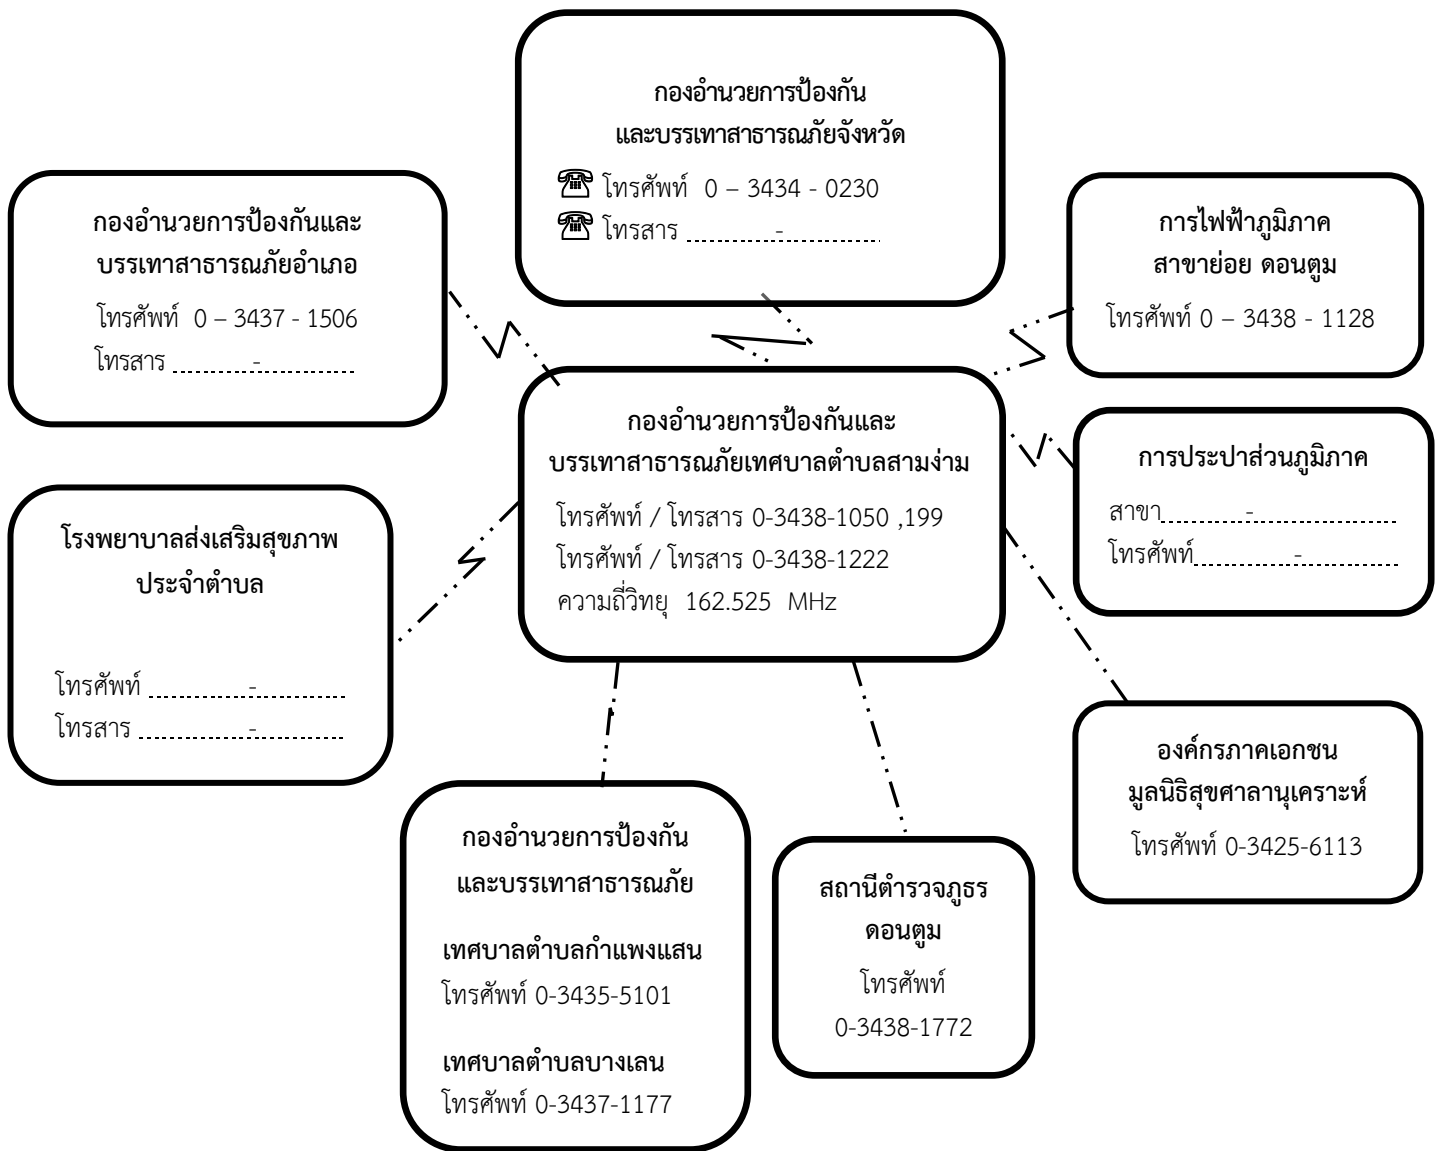 กองอำนวยการป้องกัน
และบรรเทาสาธารณภัยจังหวัด
โทรศัพท์ 0 – 3434 - 0230
โทรสาร -
กองอำนวยการป้องกันและ
บรรเทาสาธารณภัยอำเภอ
โทรศัพท์ 0 – 3437 - 1506
โทรสาร -
การไฟฟ้าภูมิภาค
สาขาย่อย ดอนตูม
โทรศัพท์ 0 – 3438 - 1128
กองอำนวยการป้องกันและ
บรรเทาสาธารณภัยเทศบาลตำบลสามง่าม
โทรศัพท์ / โทรสาร 0-3438-1050 ,199
โทรศัพท์ / โทรสาร 0-3438-1222
ความถี่วิทยุ 162.525 MHz
การประปาส่วนภูมิภาค
สาขา -
โทรศัพท์ -
โรงพยาบาลส่งเสริมสุขภาพ
ประจำตำบล
โทรศัพท์ -
โทรสาร -
องค์กรภาคเอกชน
มูลนิธิสุขศาลานุเคราะห์
โทรศัพท์ 0-3425-6113
กองอำนวยการป้องกัน
และบรรเทาสาธารณภัย
เทศบาลตำบลกำแพงแสน
โทรศัพท์ 0-3435-5101
เทศบาลตำบลบางเลน
โทรศัพท์ 0-3437-1177
สถานีตำรวจภูธร
ดอนตูม
โทรศัพท์
0-3438-1772